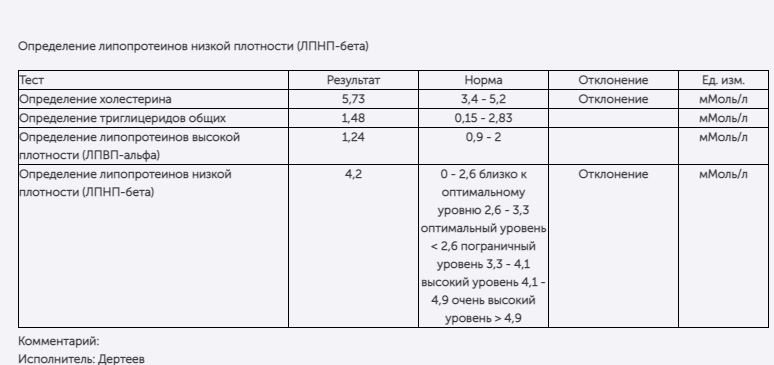 Определение липопротеинов низкой плотности (ЛПНП-бета)
Тест Результат Норма Отклонение Ед. изм.
Определение холестерина 5,73 3,4 - 5,2 Отклонение мМоль/л
Определение триглицеридов общих 1,48 0,15 - 2,83 мМоль/л
Определение липопротеинов высокой 1,24 0,9 - 2 мМоль/л
плотности (ЛПВП-альфа)
Определение липопротеинов низкой 4,2 0 - 2,6 близко к Отклонение мМоль/л
плотности (ЛПНП-бета) оптимальному
уровню 2,6 - 3,3
оптимальный уровень
< 2,6 пограничный
уровень 3,3 - 4,1
высокий уровень 4,1 -
4,9 очень высокий
уровень > 4,9
Комментарий:
Исполнитель: Дертеев